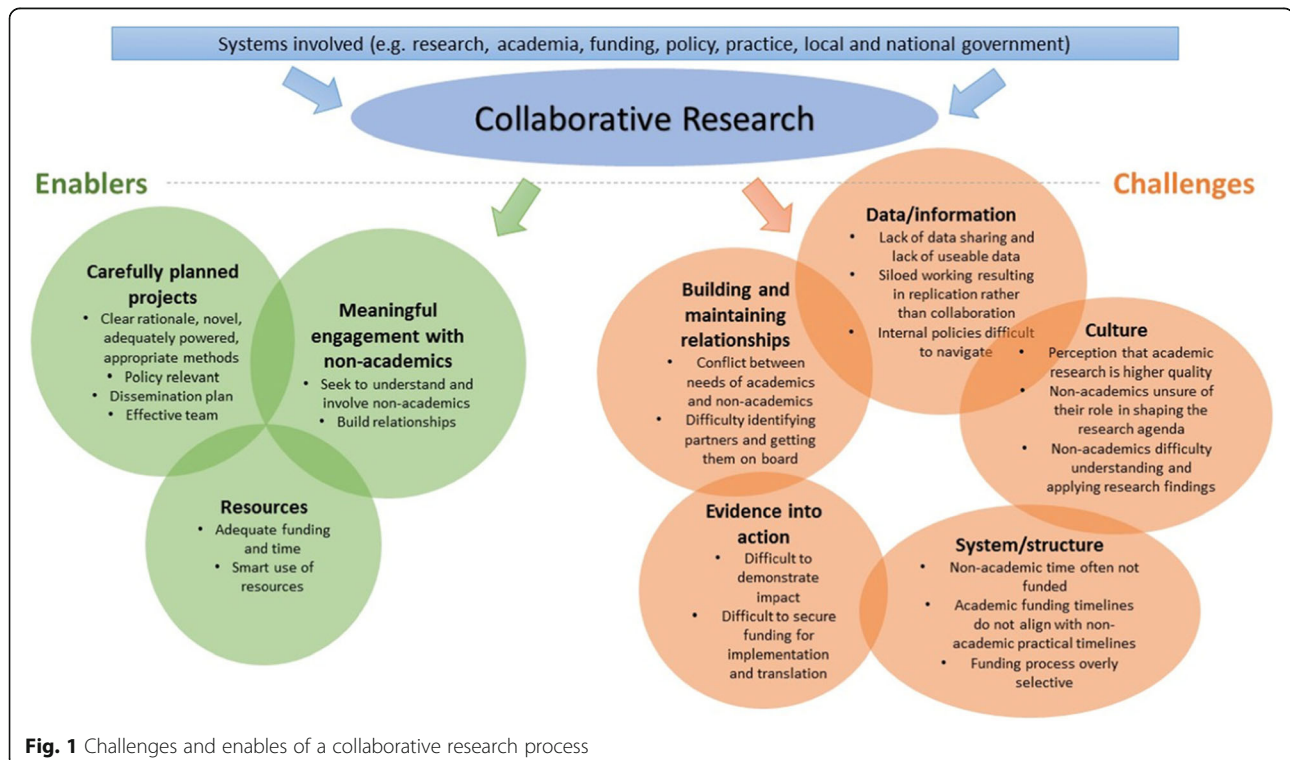 Systems involved (e.g. research, academia, funding, policy, practice, local and national government)
Collaborative Research
Enablers
Challenges
Carefully planned
projects
• Clear rationale, novel,
adequately powered,
appropriate methods
• Policy relevant
• Dissemination plan
• Effective team
Meaningful
engagement with
non-academics
• Seek to understand and
involve non-academics
• Build relationships
Resources
• Adequate funding
and time
• Smart use of
resources
Data/information
• Lack of data sharing and
lack of useable data
• Siloed working resulting
in replication rather
than collaboration
• Internal policies difficult
to navigate
Building and
maintaining
relationships
• Conflict between
needs of academics
and non-academics
• Difficulty identifying
partners and getting
them on board
Culture
• Perception that academic
research is higher quality
• Non-academics unsure of
their role in shaping the
research agenda
• Non-academics difficulty
understanding and
applying research findings
Evidence into
action
• Difficult to
demonstrate
impact
• Difficult to secure
funding for
implementation
and translation
System/structure
• Non-academic time often not
funded
• Academic funding timelines
do not align with non-
academic practical timelines
• Funding process overly
selective
Fig. 1 Challenges and enables of a collaborative research process